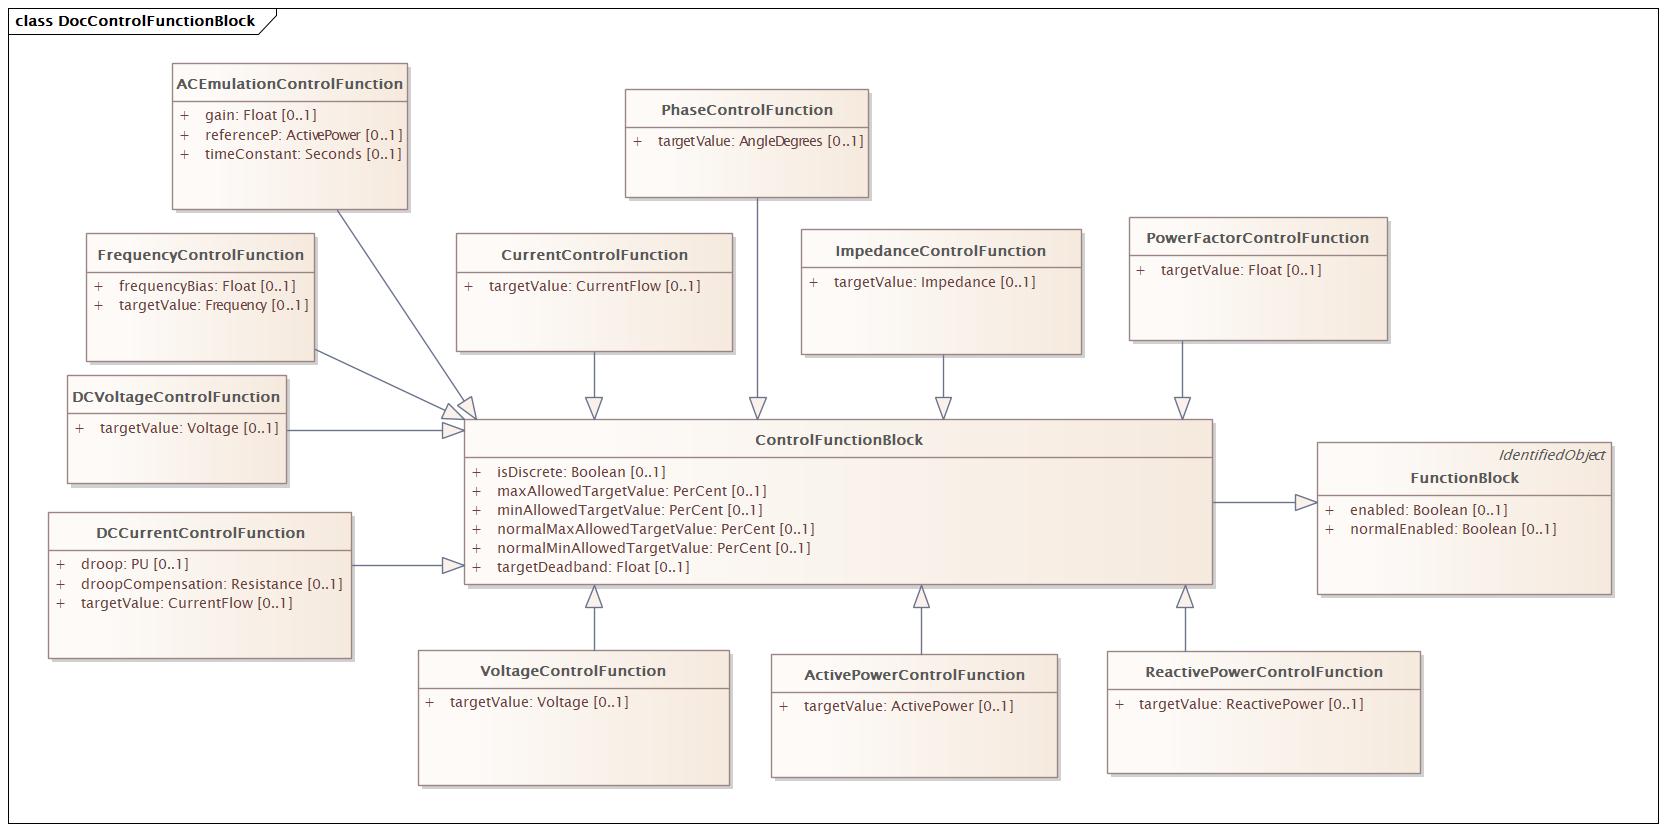 class DocControlFunctionBlock
ACEmulationControlFunction
+ gain: Float [0..1]
+ referenceP: ActivePower [0..1]
+ timeConstant: Seconds [0..1]
PhaseControlFunction
+ targetValue: AngleDegrees [0..1]
FrequencyControlFunction
+ frequencyBias: Float [0..1]
+ targetValue: Frequency [0..1]
CurrentControlFunction
+ targetValue: CurrentFlow [0..1]
ImpedanceControlFunction
+ targetValue: Impedance [0..1]
PowerFactorControlFunction
+ targetValue: Float [0..1]
DCVoltageControlFunction
+ targetValue: Voltage [0..1]
ControlFunctionBlock
+ isDiscrete: Boolean [0..1]
+ maxAllowedTargetValue: PerCent [0..1]
+ minAllowedTargetValue: PerCent [0..1]
+ normalMaxAllowedTargetValue: PerCent [0..1]
+ normalMinAllowedTargetValue: PerCent [0..1]
+ targetDeadband: Float [0..1]
IdentifiedObject
FunctionBlock
+ enabled: Boolean [0..1]
+ normalEnabled: Boolean [0..1]
DCCurrentControlFunction
+ droop: PU [0..1]
+ droopCompensation: Resistance [0..1]
+ targetValue: CurrentFlow [0..1]
VoltageControlFunction
+ targetValue: Voltage [0..1]
ActivePowerControlFunction
+ targetValue: ActivePower [0..1]
ReactivePowerControlFunction
+ targetValue: ReactivePower [0..1]